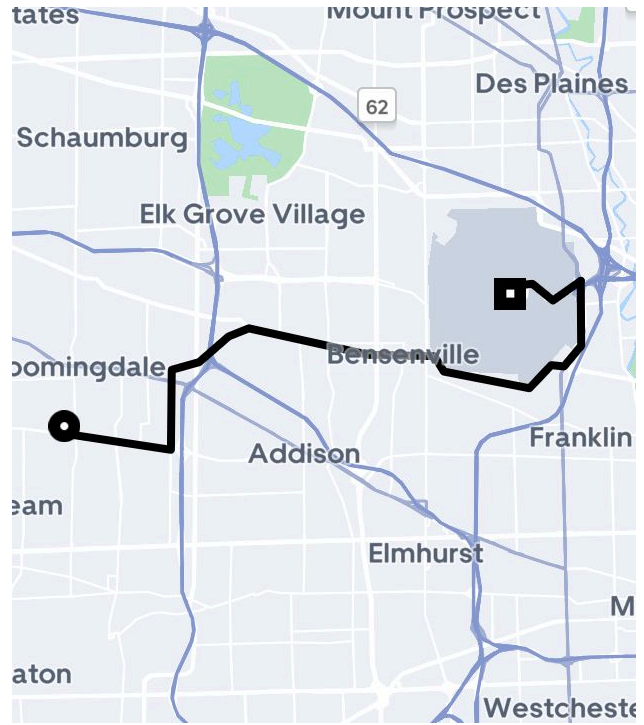 tates
Mount Prospect
Des Plaines
62
Schaumburg
Elk Grove Village
Bensenville
oomingdale
Franklin
Addison
eam
Elmhurst
M
aton
Westcheste